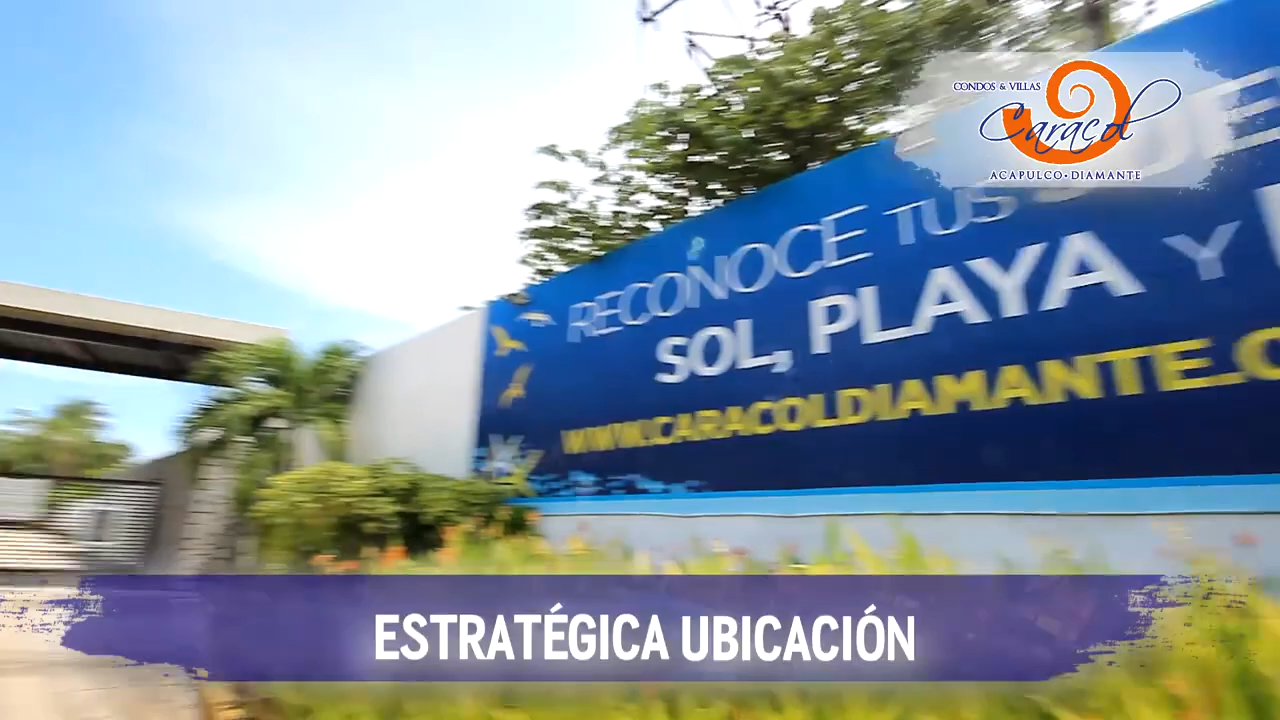 CONDOS & VILLAS
Caracol
ACAPULCO • DIAMANTE
RECONOCE TUS
SOL, PLAYA Y
WWW.CARACOLDIAMANTE.C
ESTRATÉGICA UBICACIÓN